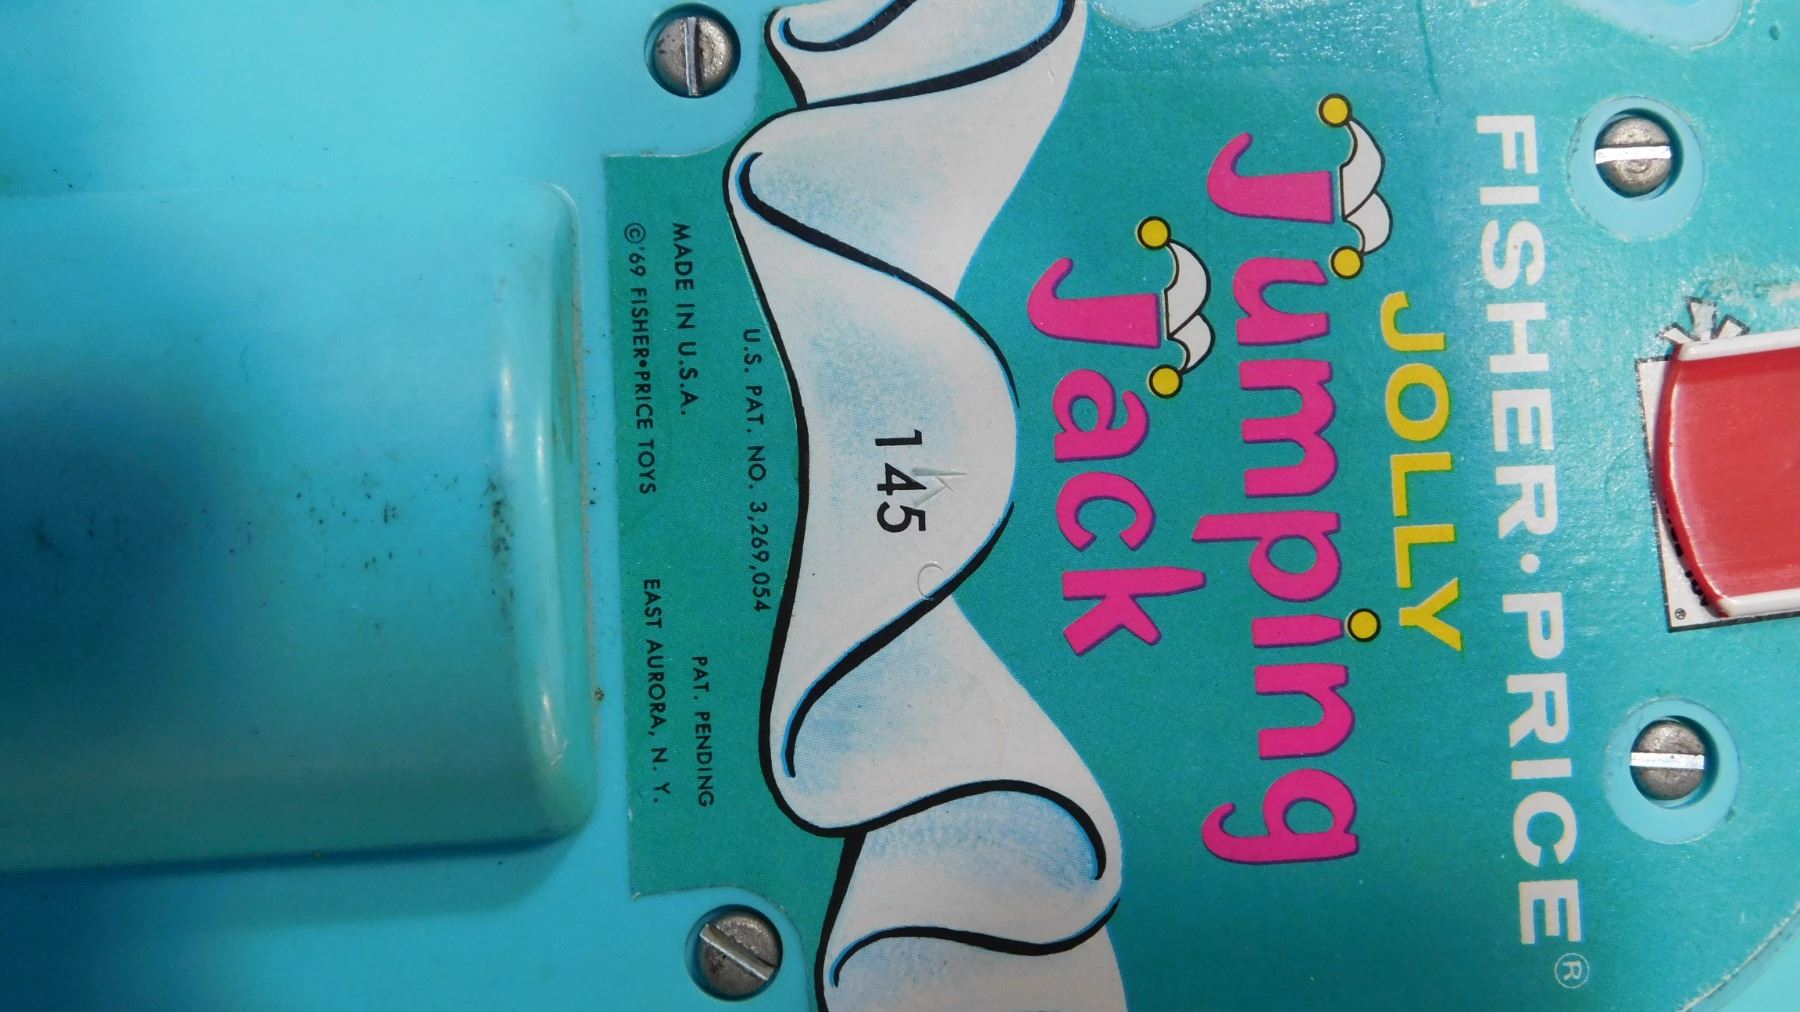 FISHER·PRICE®
JOLLY
Jumping
Jack
145
U.S. PAT. NO. 3,269,054
MADE IN U.S.A. PAT. PENDING
©'69 FISHER•PRICE TOYS EAST AURORA, N. Y.